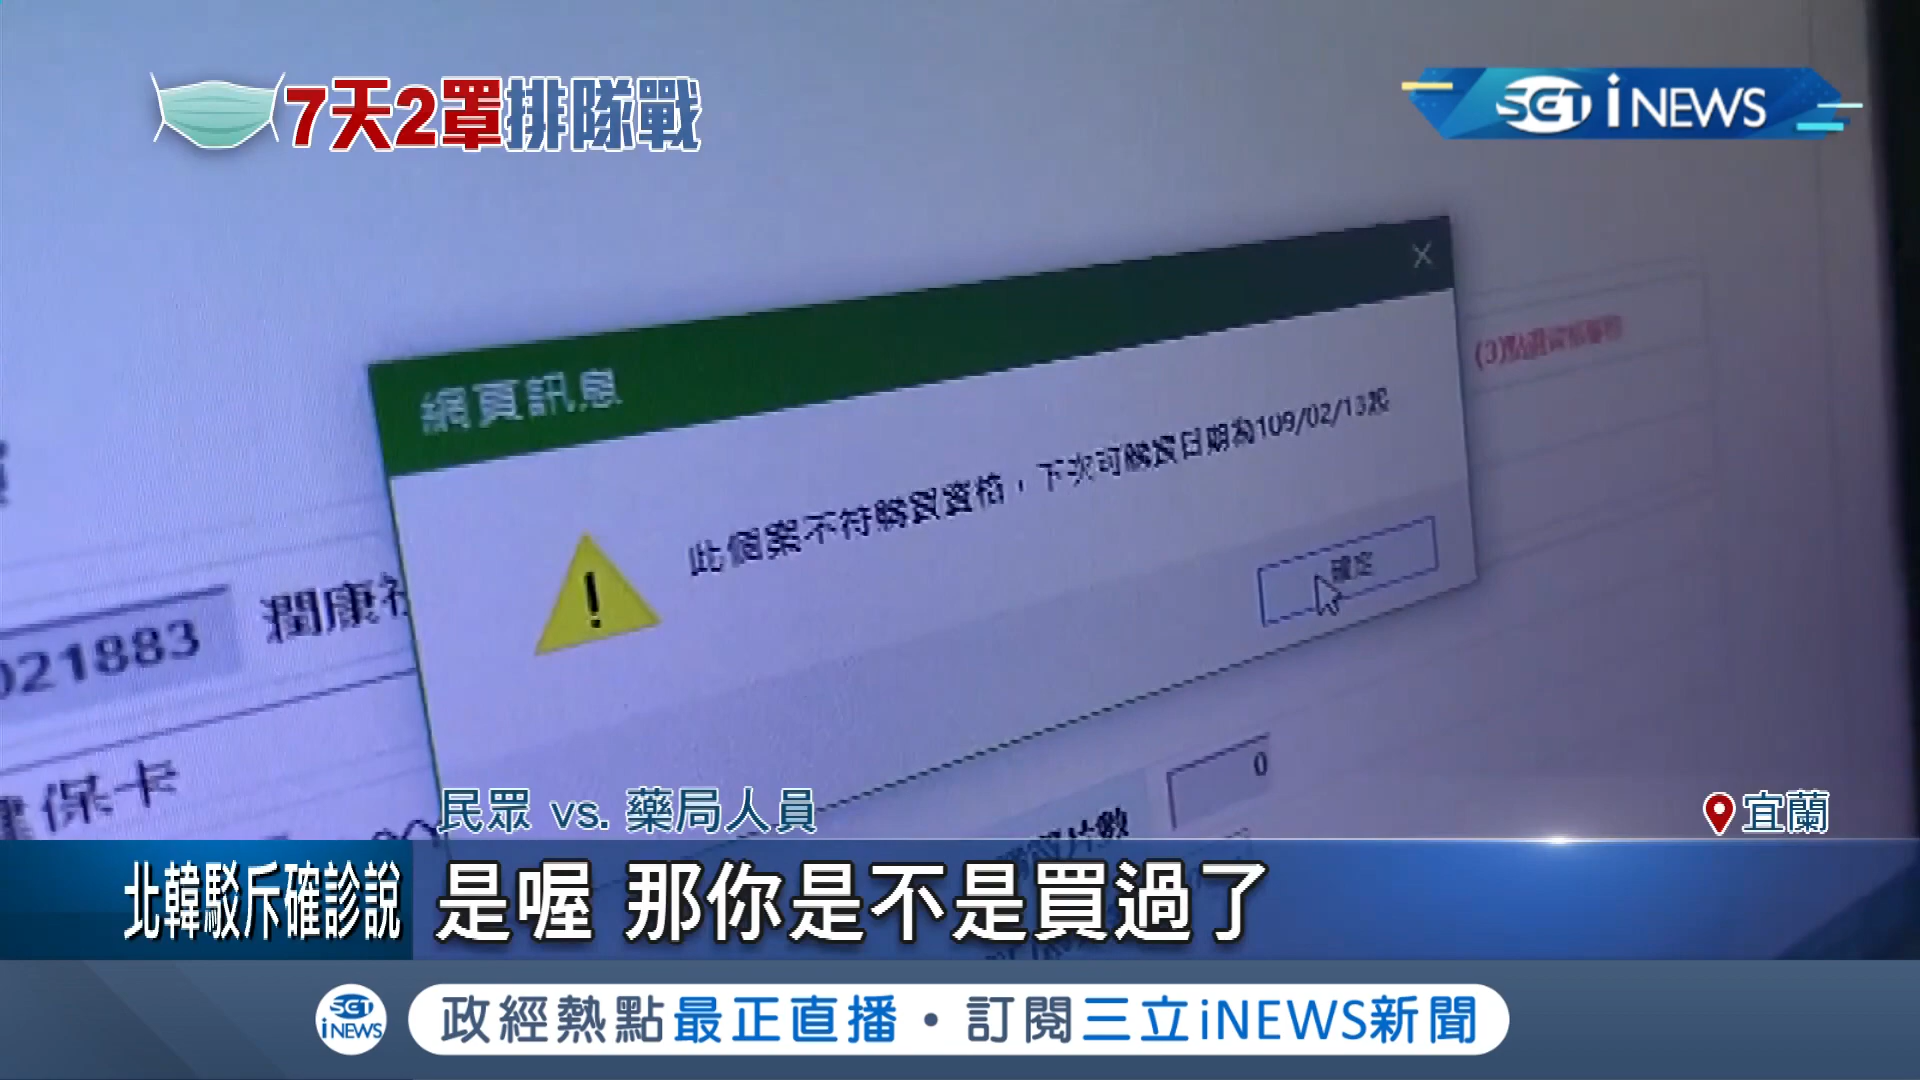 7天2罩排隊戰
SET iNEWS
網頁訊息
此個案不符購買資格，下次可購買日期為109/02/13起
確定
021883
潤康社
健保卡
0
片數
民眾 vs. 藥局人員
宜蘭
北韓駁斥確診說
是喔 那你是不是買過了
SET iNEWS
政經熱點最正直播・訂閱三立iNEWS新聞